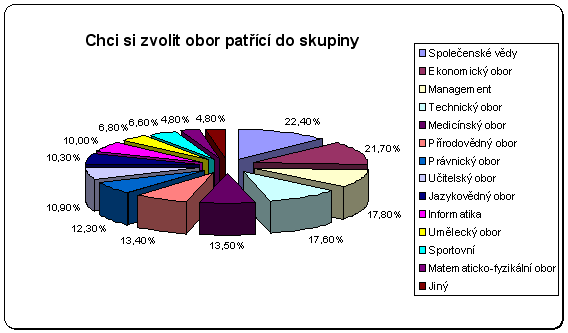 Chci si zvolit obor patřící do skupiny
22,40%
21,70%
17,80%
17,60%
13,50%
13,40%
12,30%
10,90%
10,30%
10,00%
6,80%
6,60%
4,80%
4,80%
Společenské vědy
Ekonomický obor
Management
Technický obor
Medicínský obor
Přírodovědný obor
Právnický obor
Učitelský obor
Jazykovědný obor
Informatika
Umělecký obor
Sportovní
Matematicko-fyzikální obor
Jiný